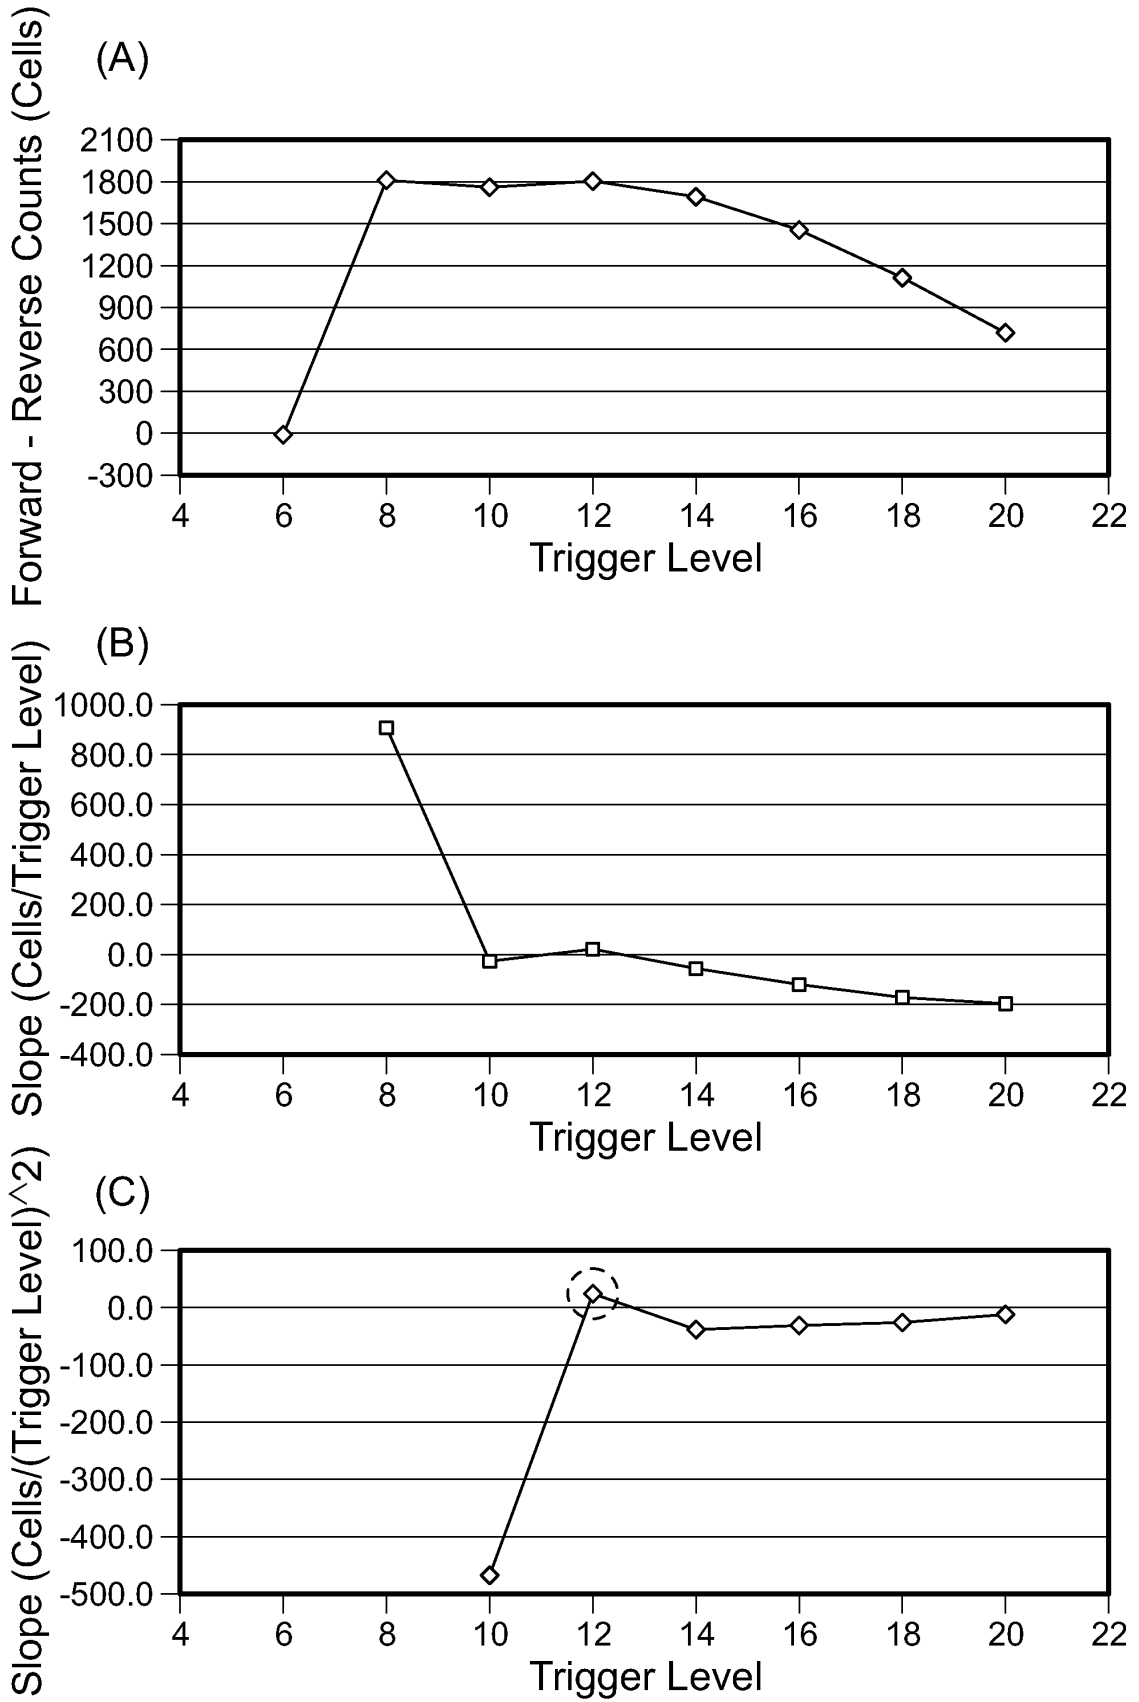 (A)
Forward - Reverse Counts (Cells)
2100
1800
1500
1200
900
600
300
0
-300
4 6 8 10 12 14 16 18 20 22
Trigger Level
(B)
Slope (Cells/Trigger Level)
1000.0
800.0
600.0
400.0
200.0
0.0
-200.0
-400.0
4 6 8 10 12 14 16 18 20 22
Trigger Level
(C)
Slope (Cells/(Trigger Level)^2)
100.0
0.0
-100.0
-200.0
-300.0
-400.0
-500.0
4 6 8 10 12 14 16 18 20 22
Trigger Level